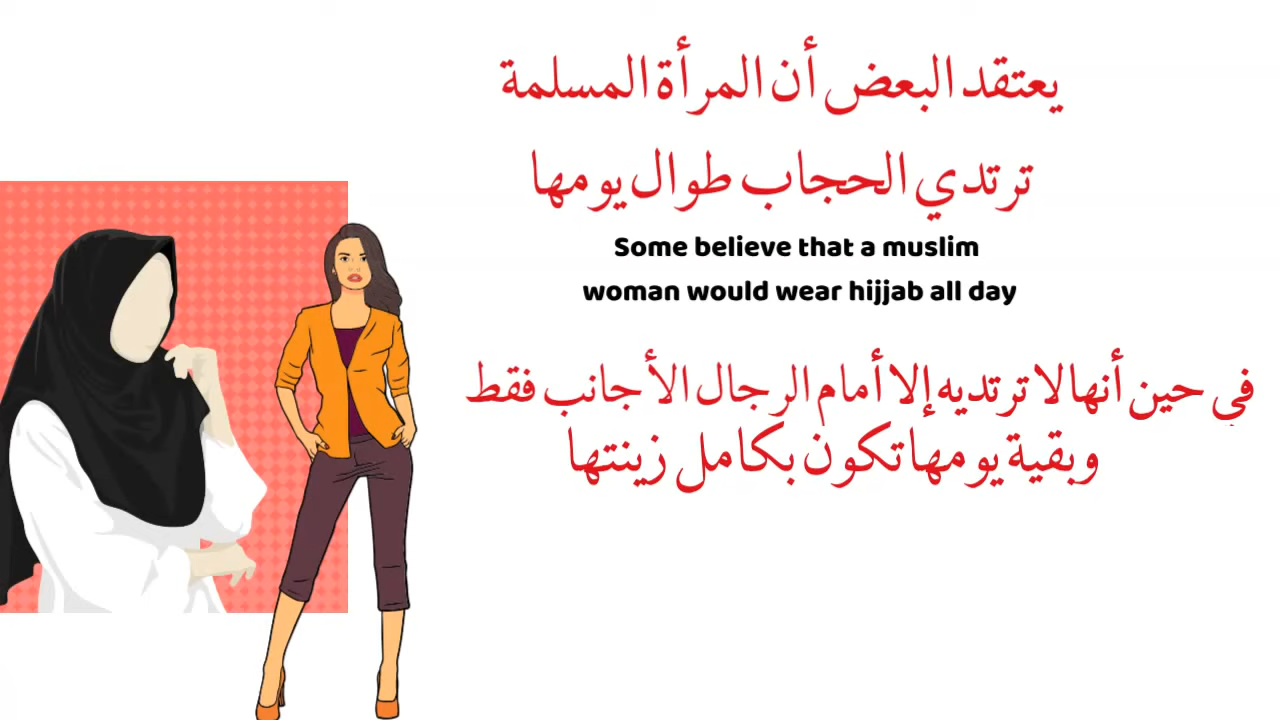 يعتقد البعض أن المرأة المسلمة
ترتدي الحجاب طوال يومها
Some believe that a muslim
woman would wear hijjab all day
في حين أنها لا ترتديه إلا أمام الرجال الأجانب فقط
وبقية يومها تكون بكامل زينتها